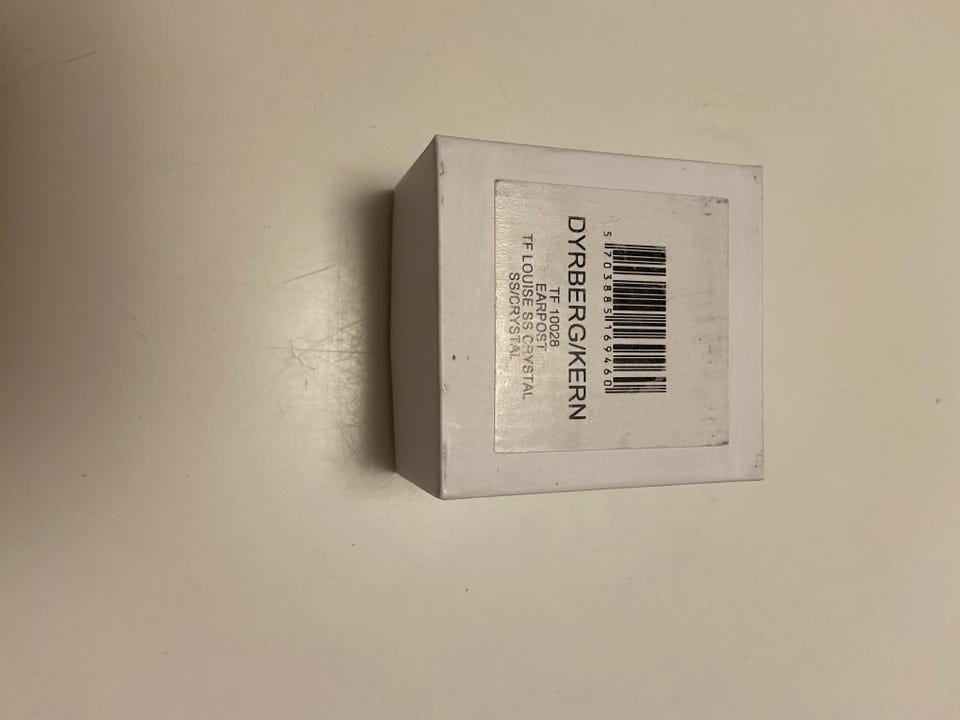 5 703885 169460
DYRBERG/KERN
TF 10028
EARPOST
TF LOUISE SS CRYSTAL
SS/CRYSTAL